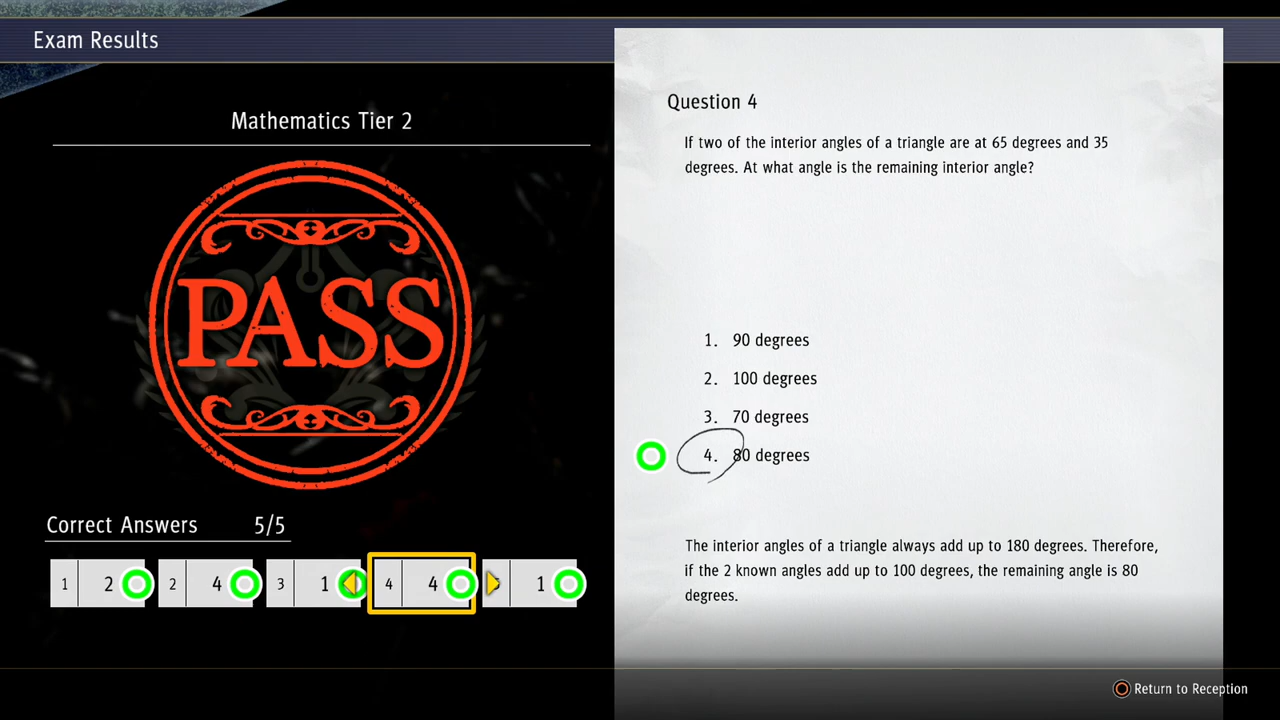 Exam Results
Mathematics Tier 2
PASS
Correct Answers 5/5
1 2 2 4 3 1 4 4 1
Question 4
If two of the interior angles of a triangle are at 65 degrees and 35
degrees. At what angle is the remaining interior angle?
1. 90 degrees
2. 100 degrees
3. 70 degrees
4. 80 degrees
The interior angles of a triangle always add up to 180 degrees. Therefore,
if the 2 known angles add up to 100 degrees, the remaining angle is 80
degrees.
Return to Reception